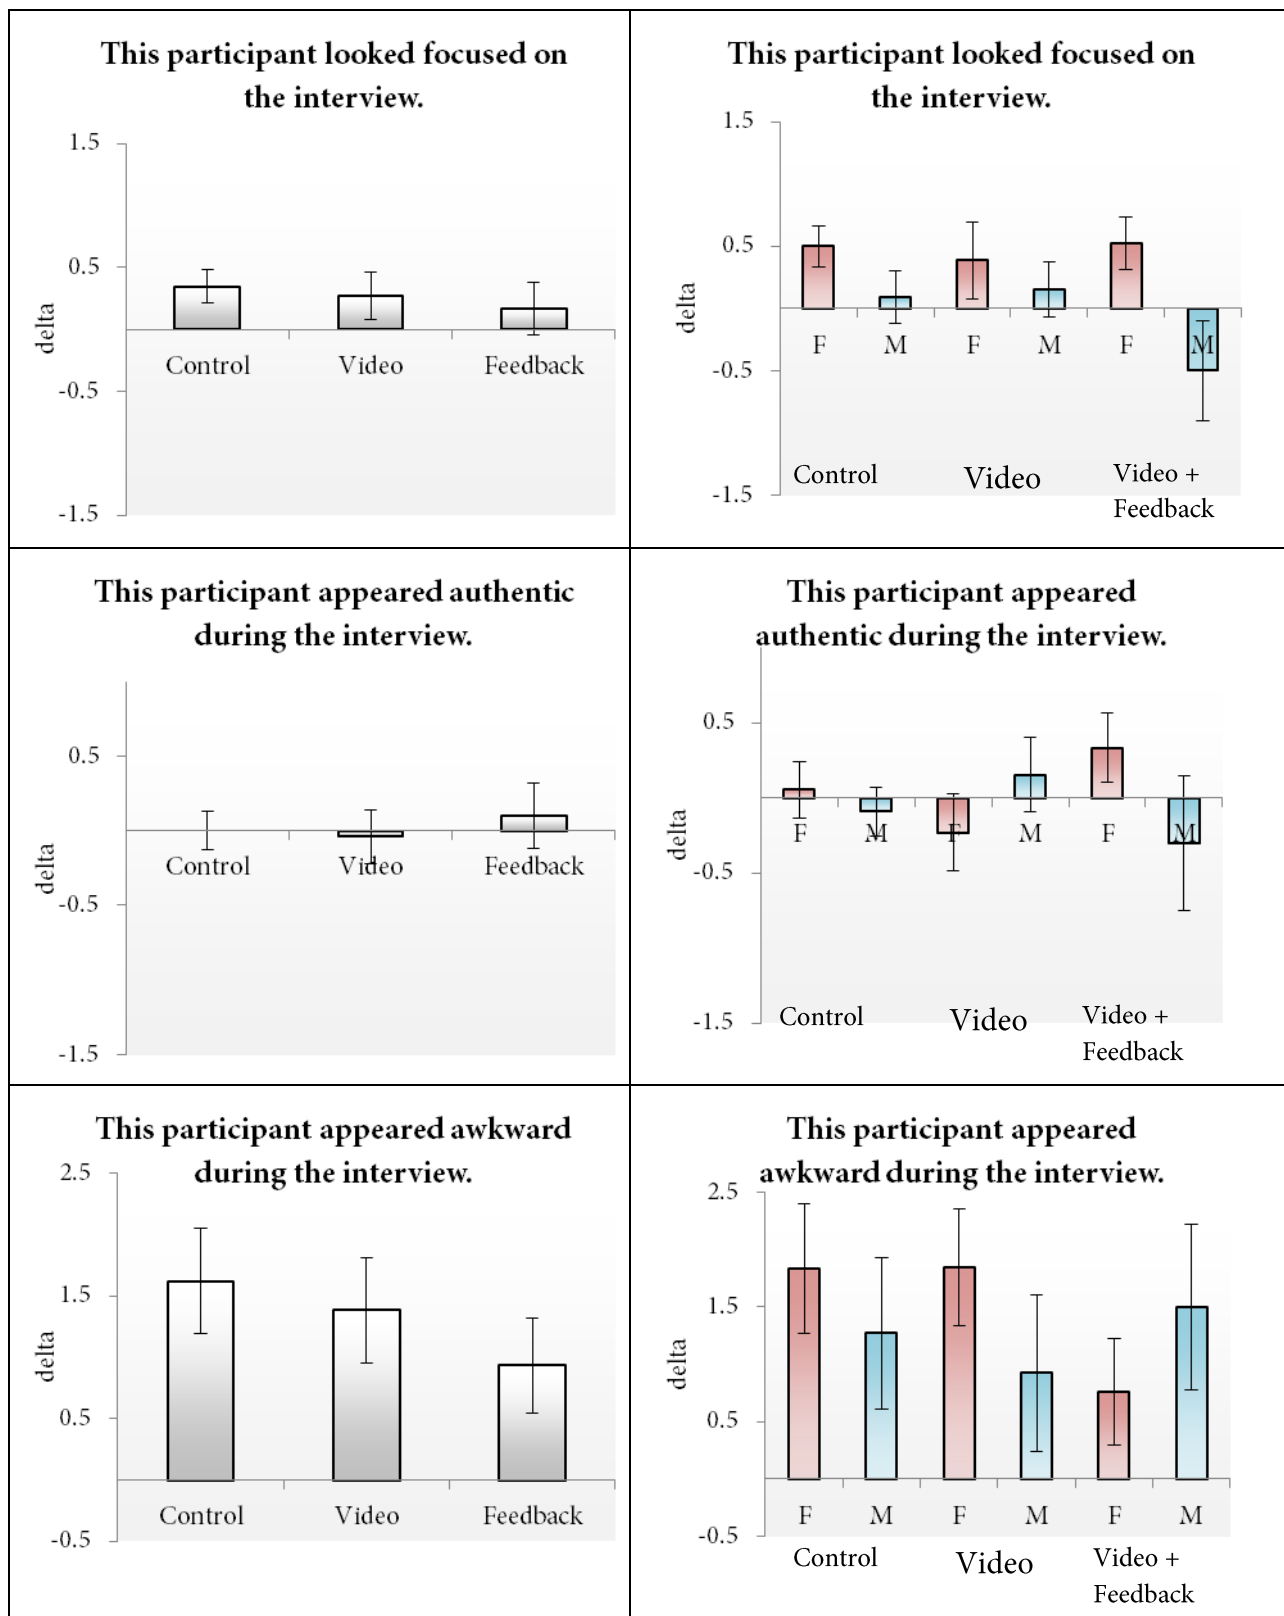 This participant looked focused on
the interview.
1.5
0.5
-0.5
-1.5
delta
Control Video Feedback
This participant looked focused on
the interview.
1.5
0.5
-0.5
-1.5
delta
F M F M F M
Control Video Video +
Feedback
This participant appeared authentic
during the interview.
0.5
-0.5
-1.5
delta
Control Video Feedback
This participant appeared
authentic during the interview.
0.5
-0.5
-1.5
delta
F M F M F M
Control Video Video +
Feedback
This participant appeared awkward
during the interview.
2.5
1.5
0.5
-0.5
delta
Control Video Feedback
This participant appeared
awkward during the interview.
2.5
1.5
0.5
-0.5
delta
F M F M F M
Control Video Video +
Feedback